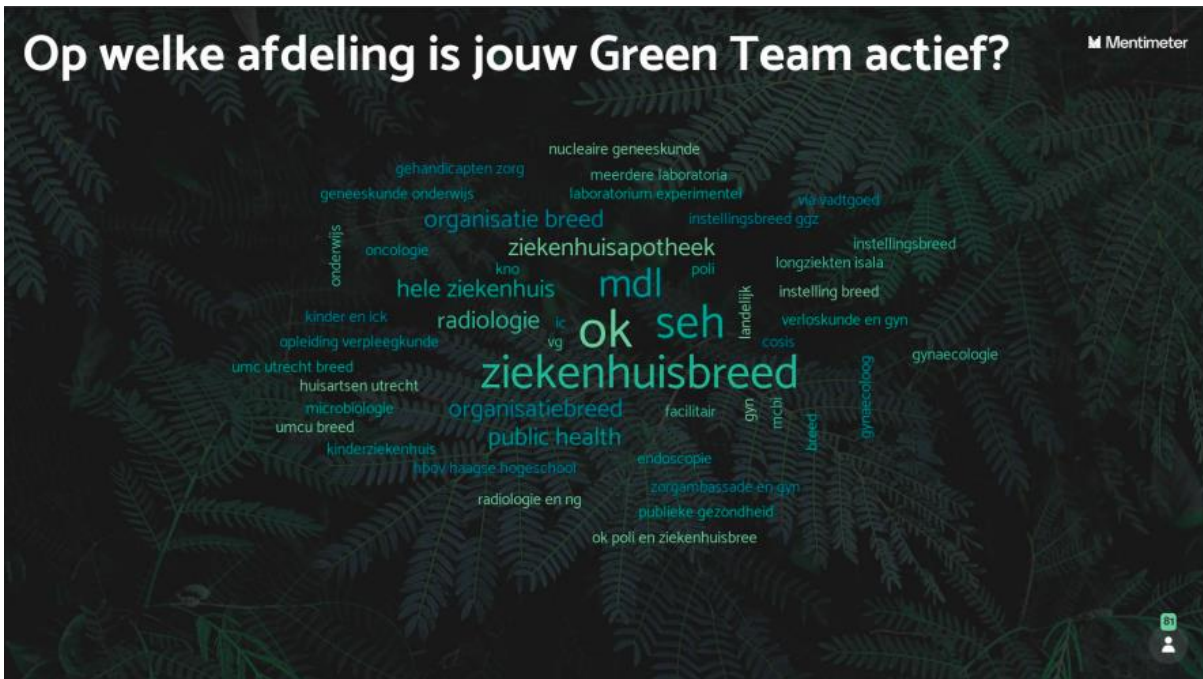 Op welke afdeling is jouw Green Team actief?
Mentimeter
nucleaire geneeskunde
gehandicapten zorg
meerdere laboratoria
geneeskunde onderwijs
laboratorium experimentel
via vadtgoed
organisatie breed
instellingsbreed ggz
onderwijs
oncologie
ziekenhuisapotheek
instellingsbreed
kno
poli
longziekten isala
hele ziekenhuis
mdl
landelijk
instelling breed
kinder en ick
radiologie
ic
ok
seh
verloskunde en gyn
opleiding verpleegkunde
vg
cosis
gynaecologie
umc utrecht breed
ziekenhuisbreed
gynaecoloog
huisartsen utrecht
microbiologie
organisatiebreed
facilitair
gyn
mcbi
breed
umcu breed
public health
kinderziekenhuis
hbov haagse hogeschool
endoscopie
zorgambassade en gyn
radiologie en ng
publieke gezondheid
ok poli en ziekenhuisbree
81